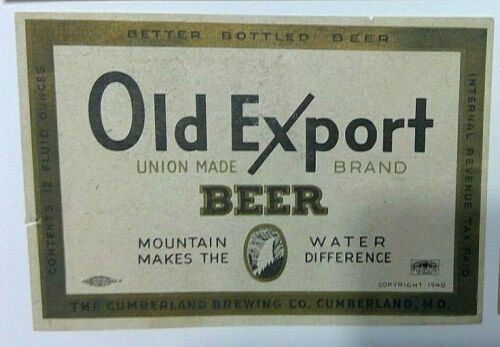 BETTER BOTTLED BEER
CONTENTS 12 FLUID OUNCES
INTERNAL REVENUE TAX PAID
Old Export
UNION MADE BRAND
BEER
MOUNTAIN WATER
MAKES THE DIFFERENCE
COPYRIGHT 1940
THE CUMBERLAND BREWING CO. CUMBERLAND, MD.